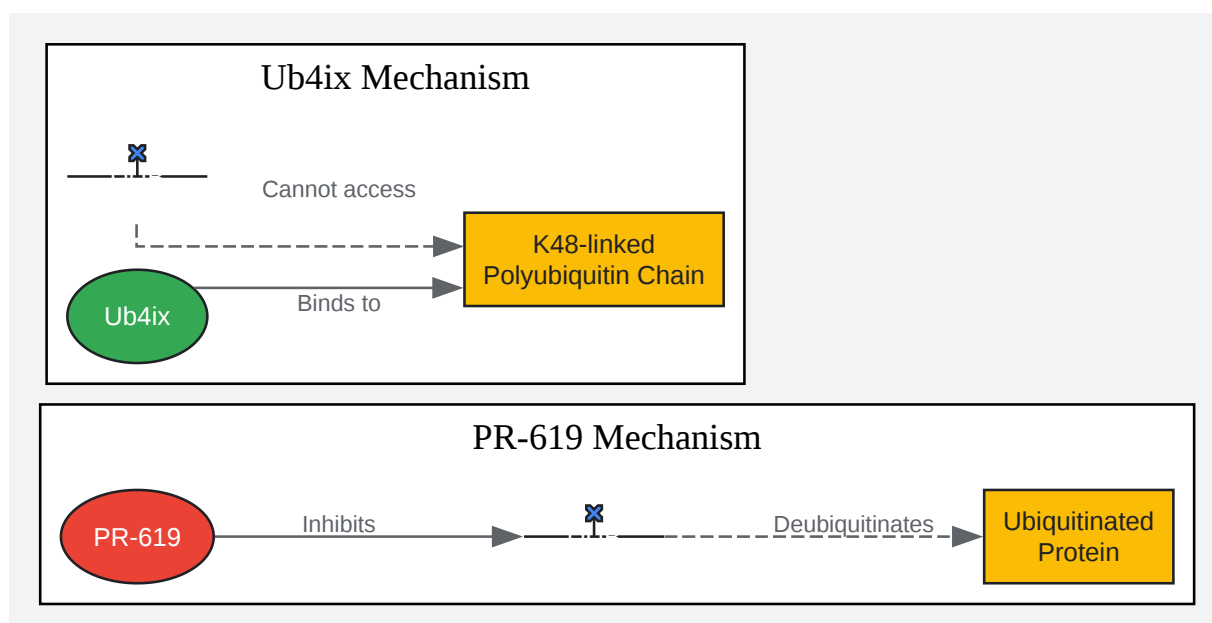 Ub4ix Mechanism
Cannot access
K48-linked
Polyubiquitin Chain
Binds to
Ub4ix
PR-619 Mechanism
PR-619
Inhibits
Deubiquitinates
Ubiquitinated
Protein